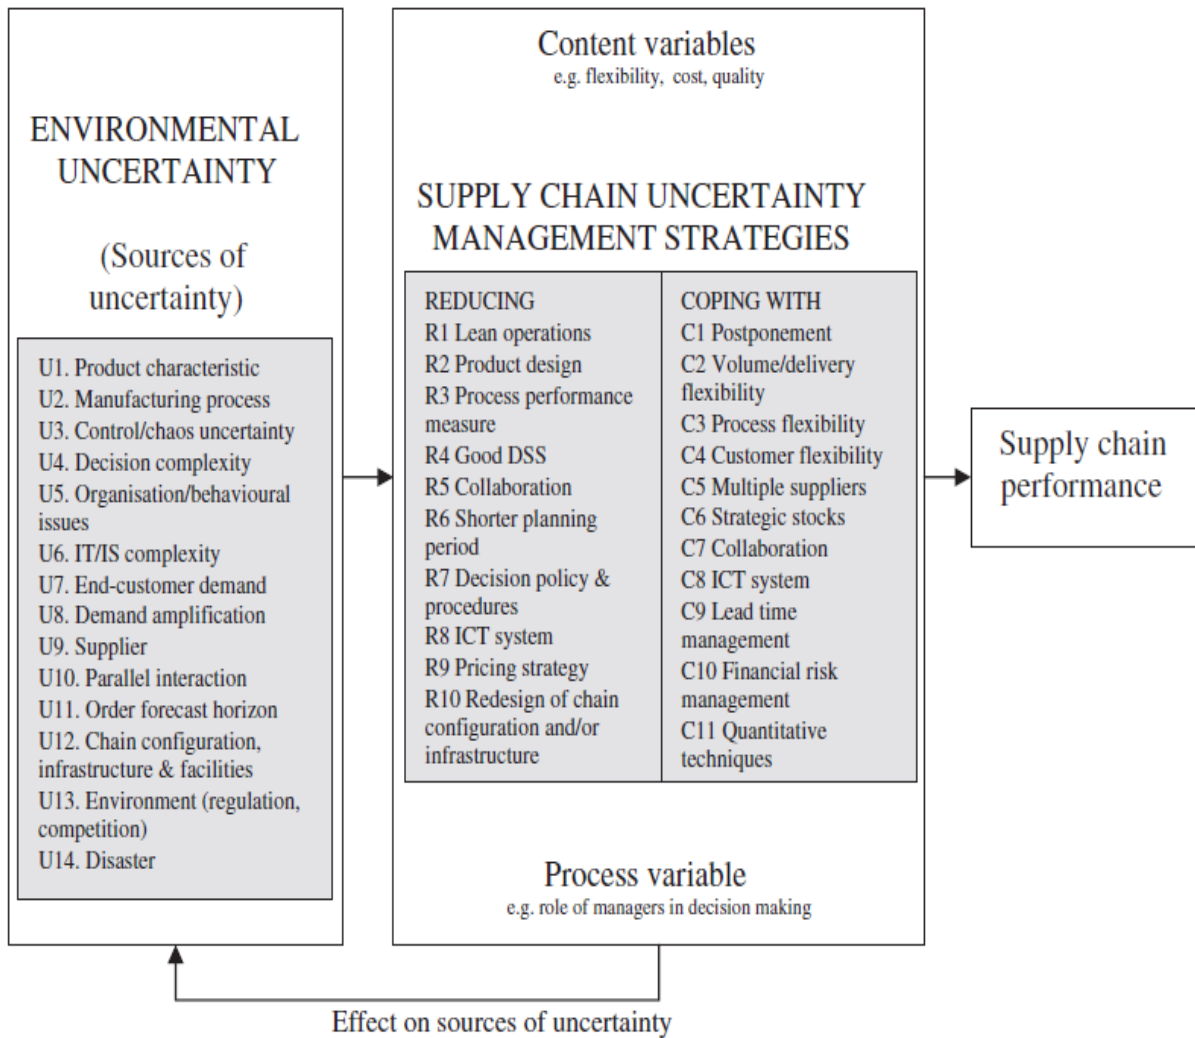 ENVIRONMENTAL
UNCERTAINTY
(Sources of
uncertainty)
U1. Product characteristic
U2. Manufacturing process
U3. Control/chaos uncertainty
U4. Decision complexity
U5. Organisation/behavioural
issues
U6. IT/IS complexity
U7. End-customer demand
U8. Demand amplification
U9. Supplier
U10. Parallel interaction
U11. Order forecast horizon
U12. Chain configuration,
infrastructure & facilities
U13. Environment (regulation,
competition)
U14. Disaster
Content variables
e.g. flexibility, cost, quality
SUPPLY CHAIN UNCERTAINTY
MANAGEMENT STRATEGIES
REDUCING
R1 Lean operations
R2 Product design
R3 Process performance
measure
R4 Good DSS
R5 Collaboration
R6 Shorter planning
period
R7 Decision policy &
procedures
R8 ICT system
R9 Pricing strategy
R10 Redesign of chain
configuration and/or
infrastructure
COPING WITH
C1 Postponement
C2 Volume/delivery
flexibility
C3 Process flexibility
C4 Customer flexibility
C5 Multiple suppliers
C6 Strategic stocks
C7 Collaboration
C8 ICT system
C9 Lead time
management
C10 Financial risk
management
C11 Quantitative
techniques
Process variable
e.g. role of managers in decision making
Supply chain
performance
Effect on sources of uncertainty